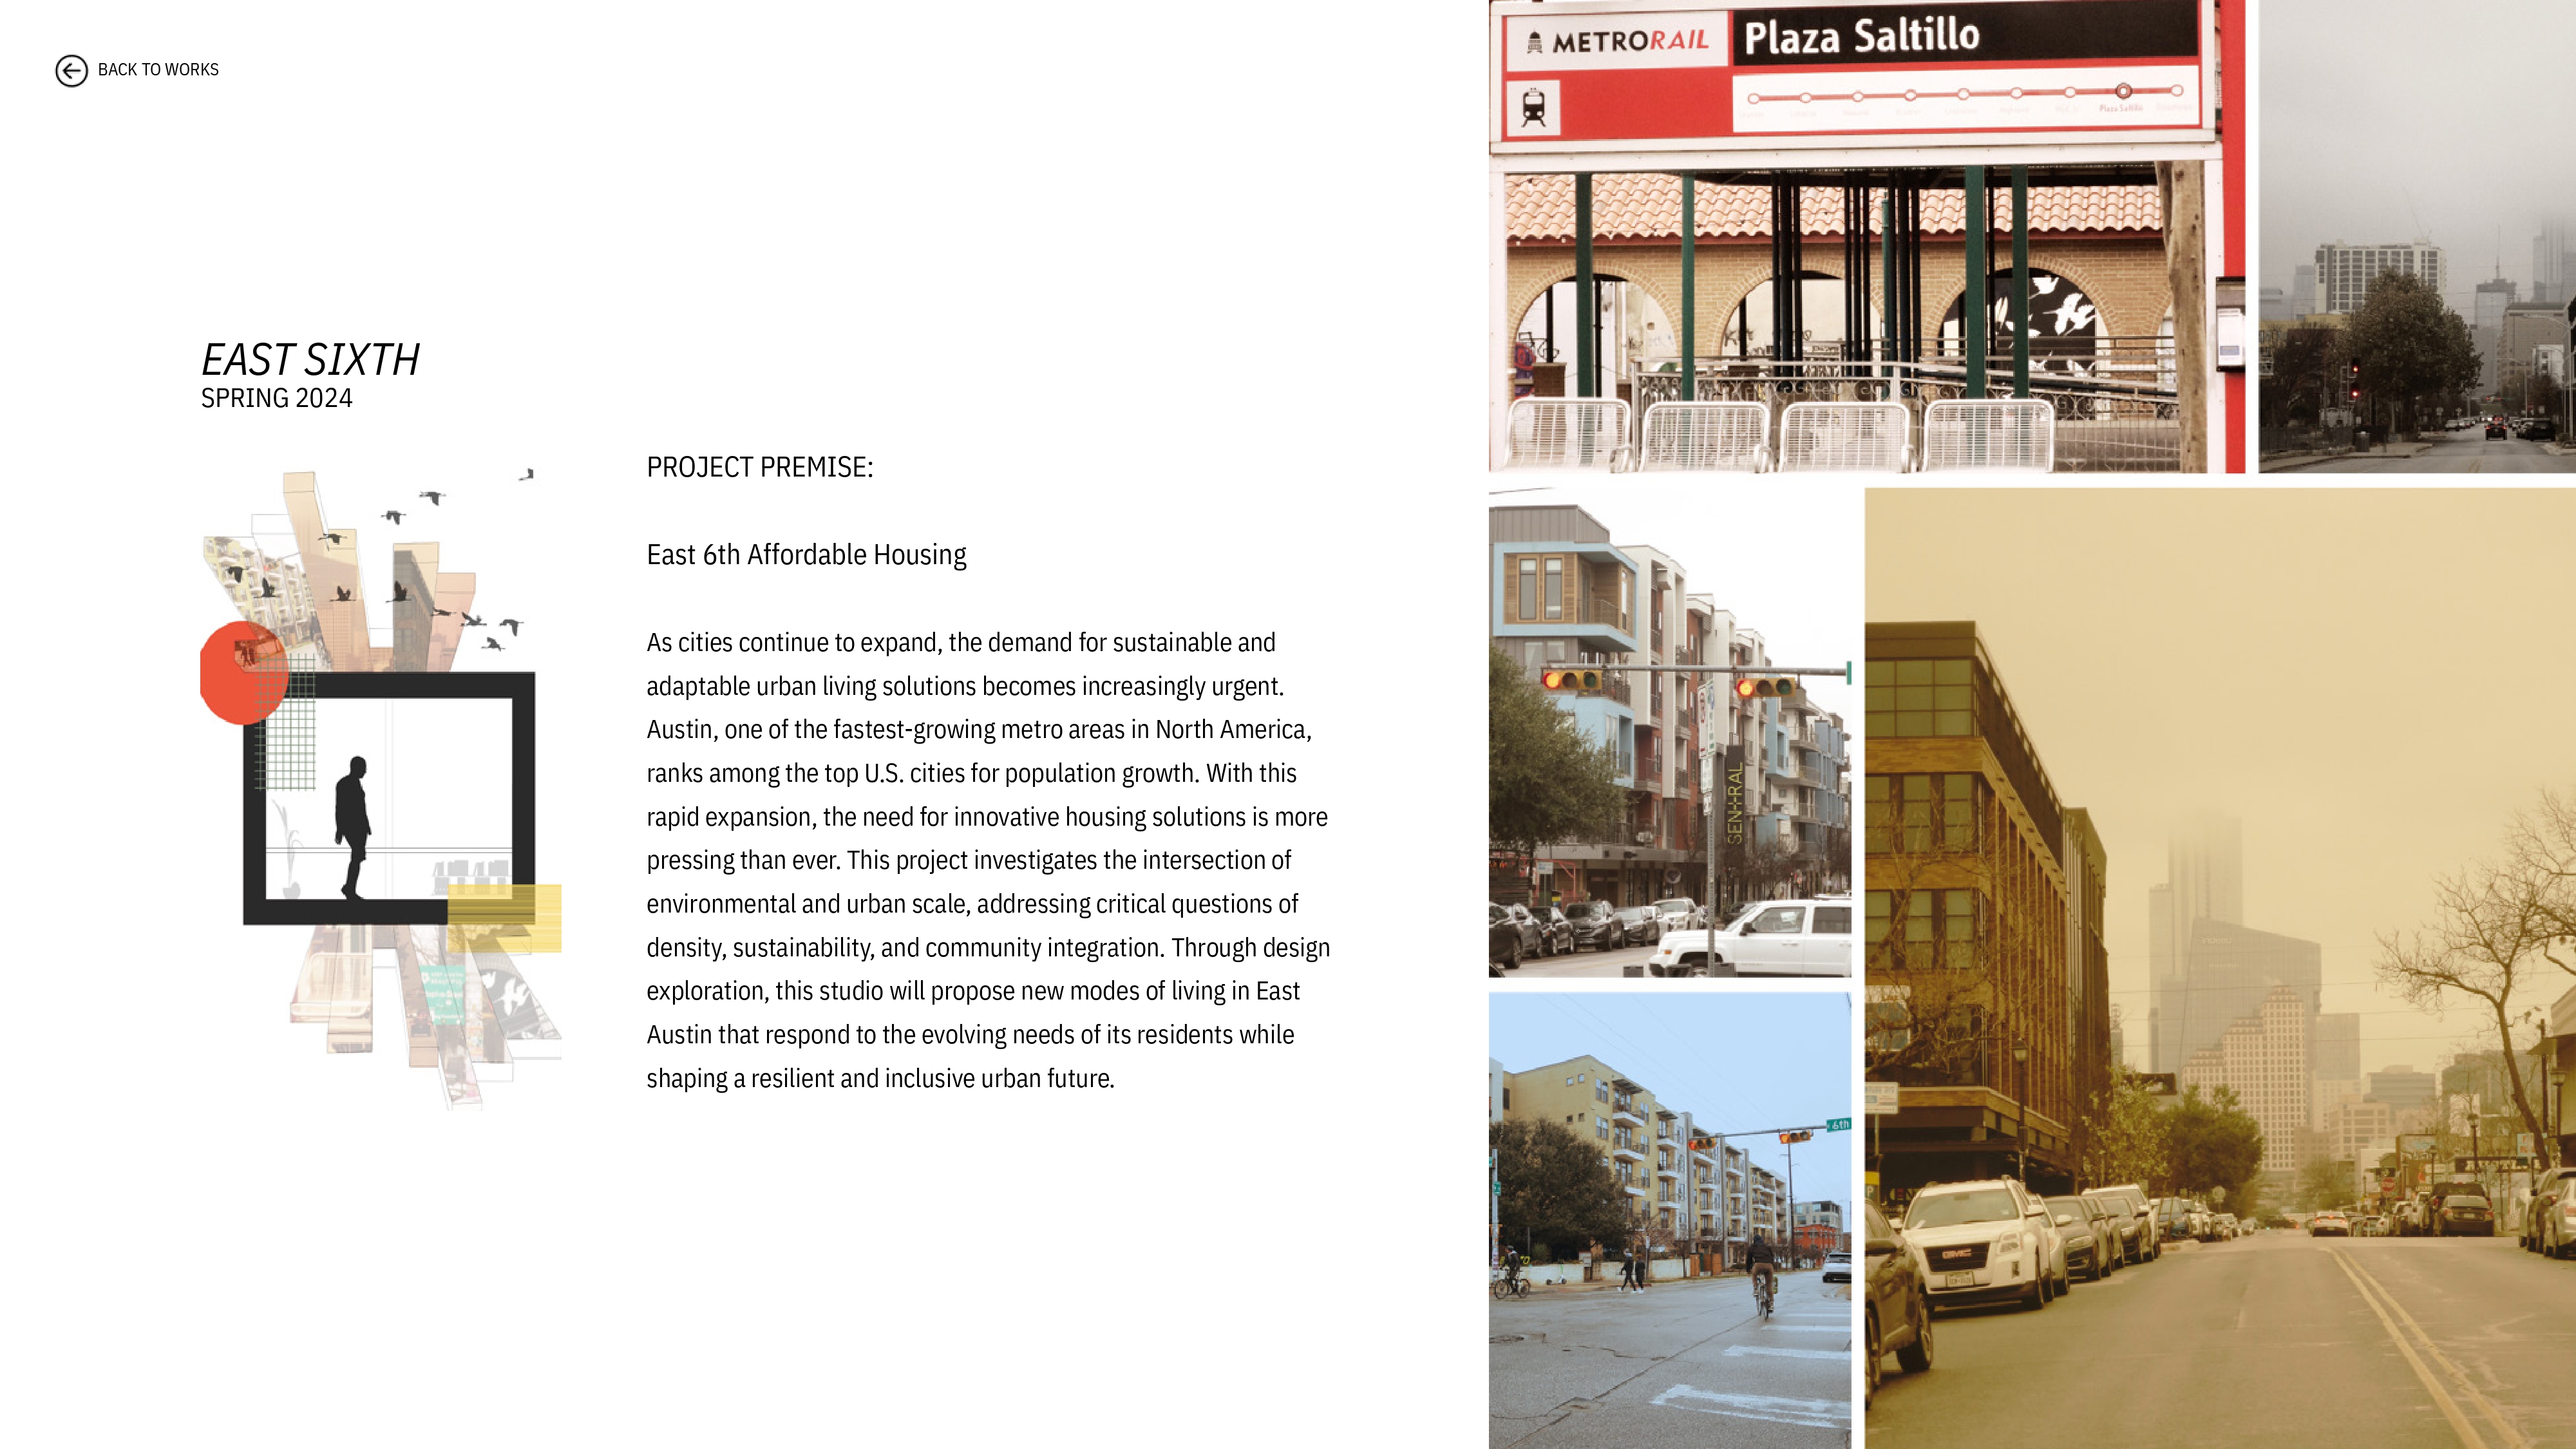 BACK TO WORKS
EAST SIXTH
SPRING 2024
PROJECT PREMISE:
East 6th Affordable Housing
As cities continue to expand, the demand for sustainable and
adaptable urban living solutions becomes increasingly urgent.
Austin, one of the fastest-growing metro areas in North America,
ranks among the top U.S. cities for population growth. With this
rapid expansion, the need for innovative housing solutions is more
pressing than ever. This project investigates the intersection of
environmental and urban scale, addressing critical questions of
density, sustainability, and community integration. Through design
exploration, this studio will propose new modes of living in East
Austin that respond to the evolving needs of its residents while
shaping a resilient and inclusive urban future.
METRORAIL
Plaza Saltillo
Plaza Saltillo
SEN+RAL
6th
indeed
GMC